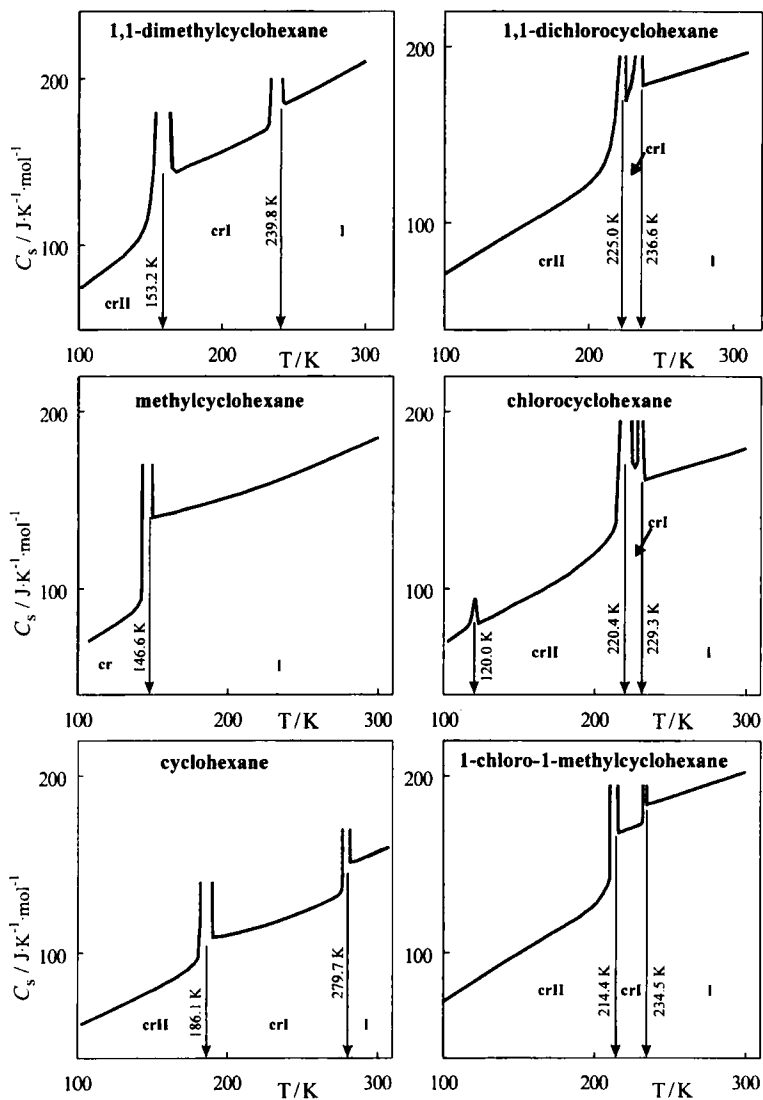 1,1-dimethylcyclohexane
200
100
C_s / J·K⁻¹·mol⁻¹
crII
153.2 K
crI
239.8 K
l
100
200
T/K
300
1,1-dichlorocyclohexane
200
100
crII
225.0 K
crI
236.6 K
l
100
200
T/K
300
methylcyclohexane
200
100
C_s / J·K⁻¹·mol⁻¹
cr
146.6 K
l
100
200
T/K
300
chlorocyclohexane
200
100
120.0 K
crII
220.4 K
crI
229.3 K
l
100
200
T/K
300
cyclohexane
200
100
C_s / J·K⁻¹·mol⁻¹
crII
186.1 K
crI
279.7 K
l
100
200
T/K
300
1-chloro-1-methylcyclohexane
200
100
crII
214.4 K
crI
234.5 K
l
100
200
T/K
300